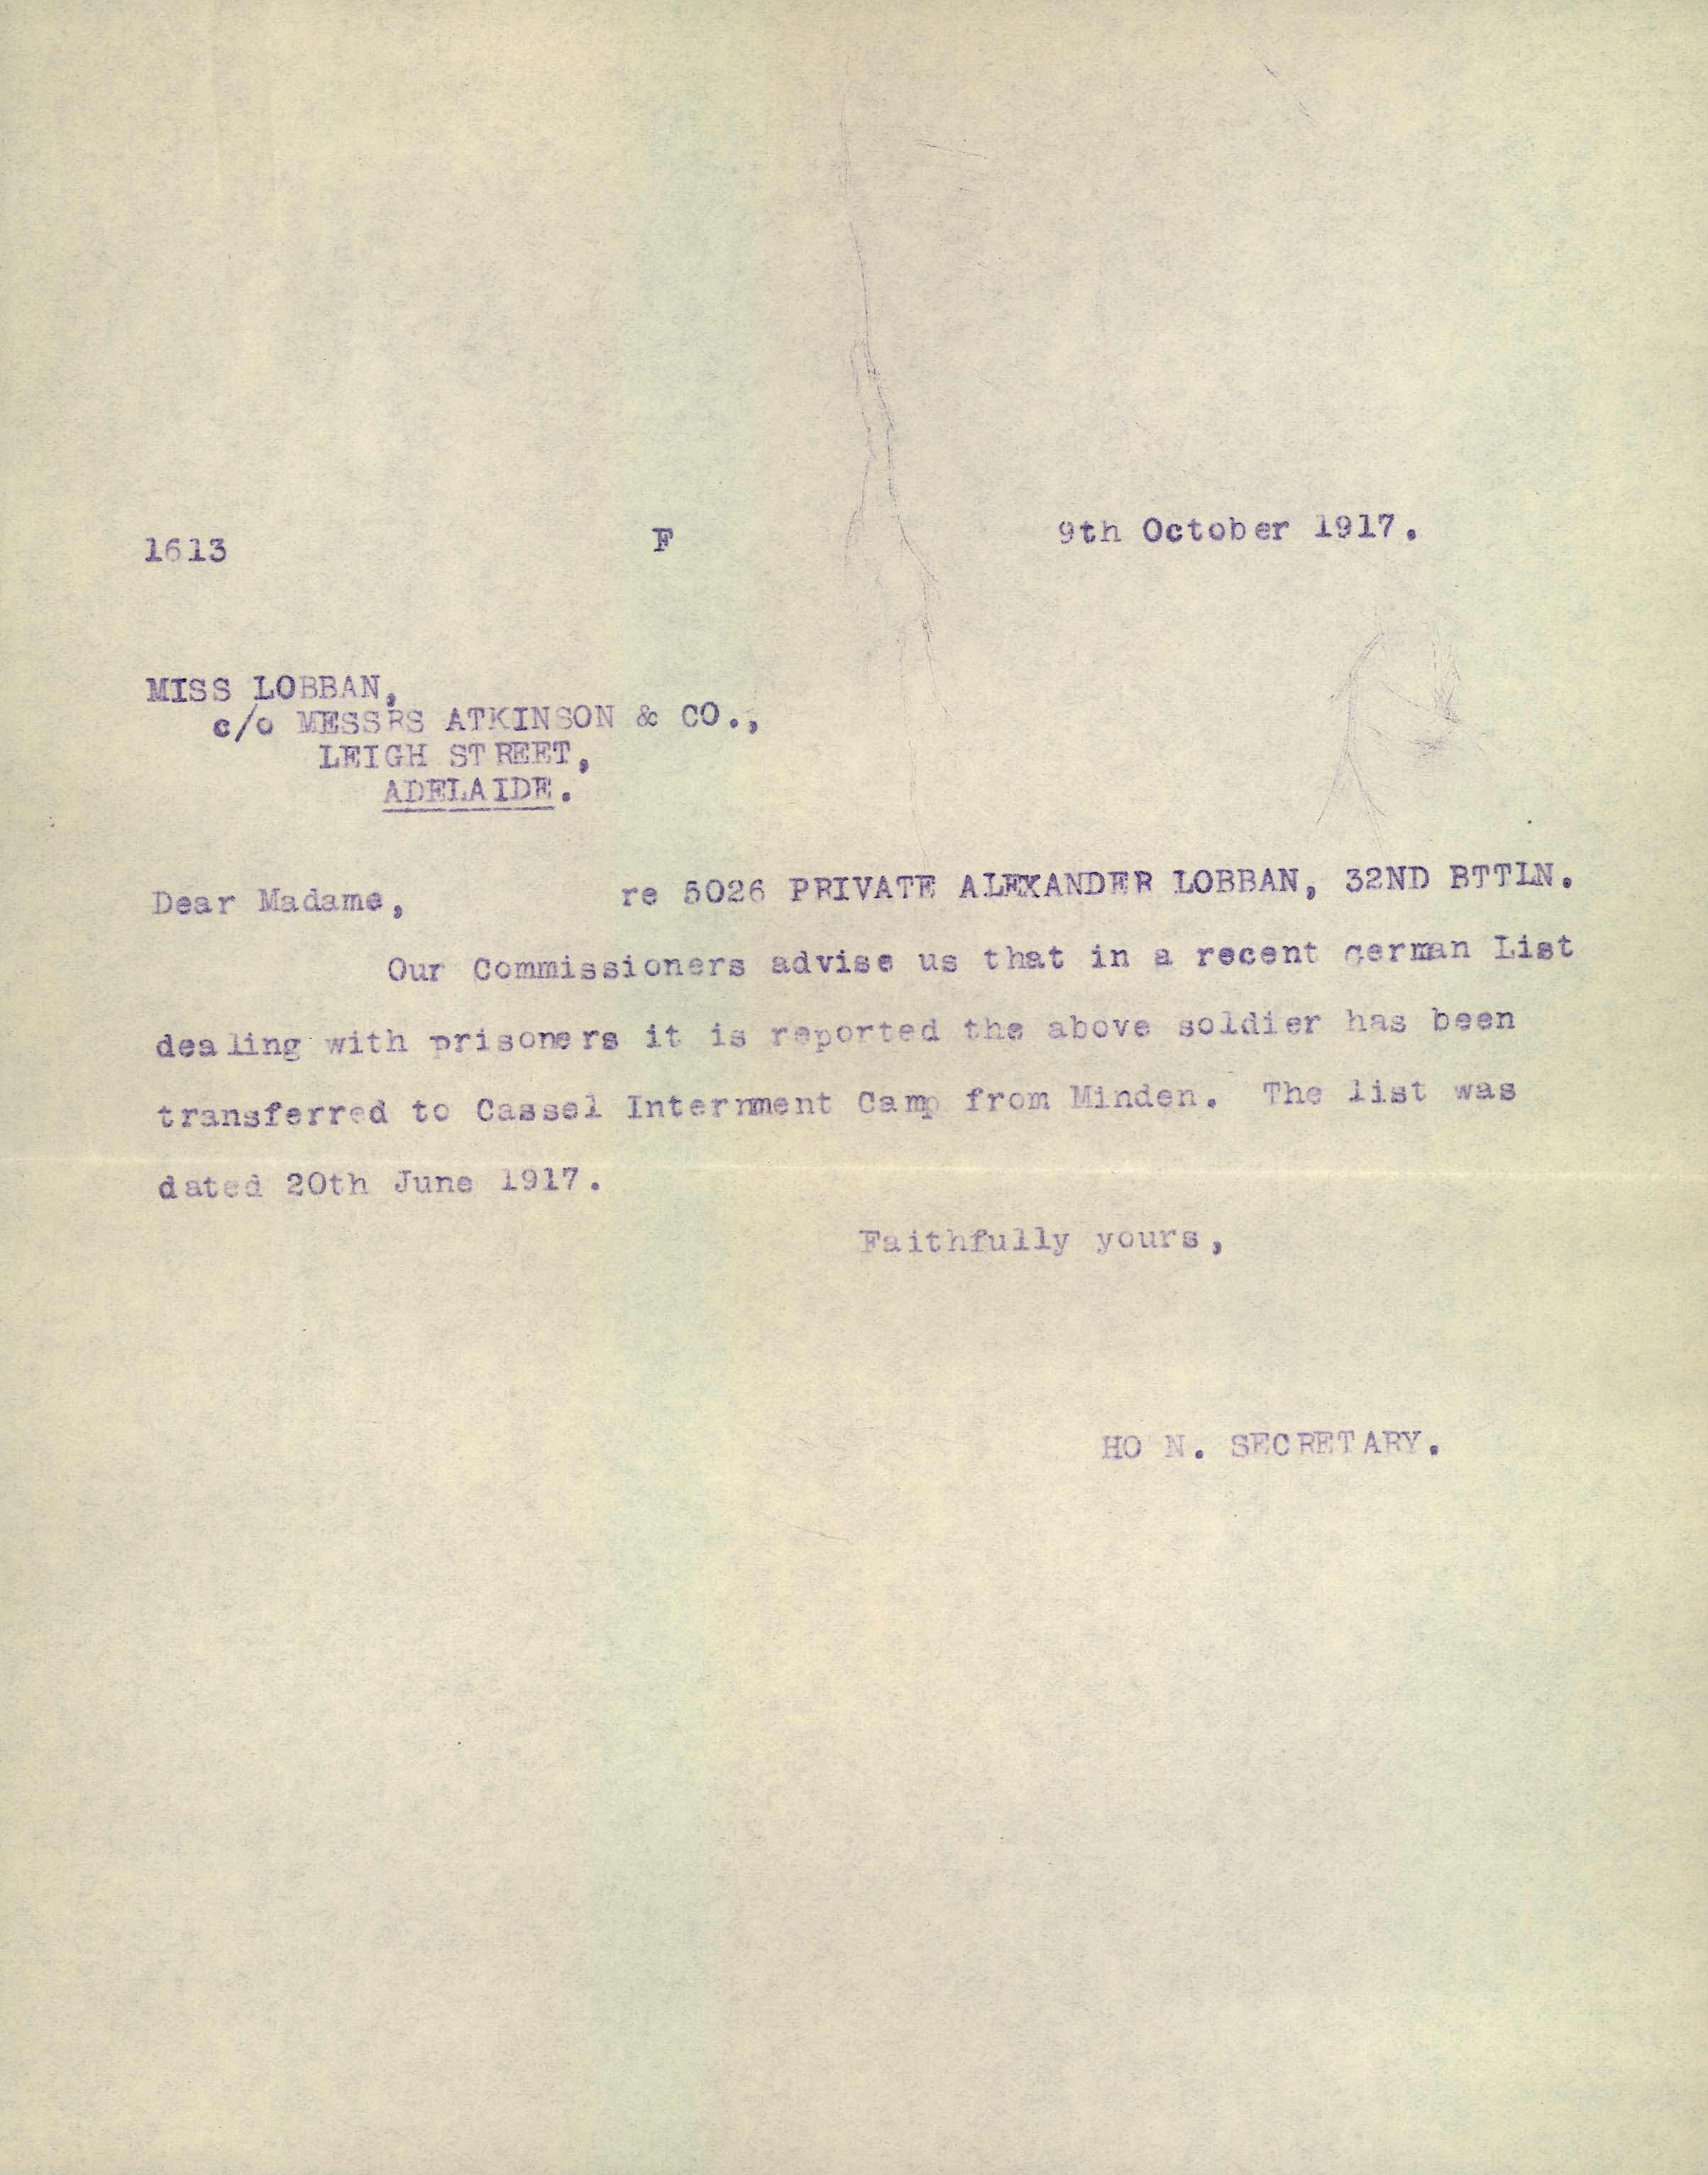 1613 F 9th October 1917.
MISS LOBBAN,
c/o MESSRS ATKINSON & CO.,
LEIGH STREET,
ADELAIDE.
Dear Madame, re 5026 PRIVATE ALEXANDER LOBBAN, 32ND BTTLN.
Our Commissioners advise us that in a recent German List
dealing with prisoners it is reported the above soldier has been
transferred to Cassel Internment Camp from Minden. The list was
dated 20th June 1917.
Faithfully yours,
HON. SECRETARY.